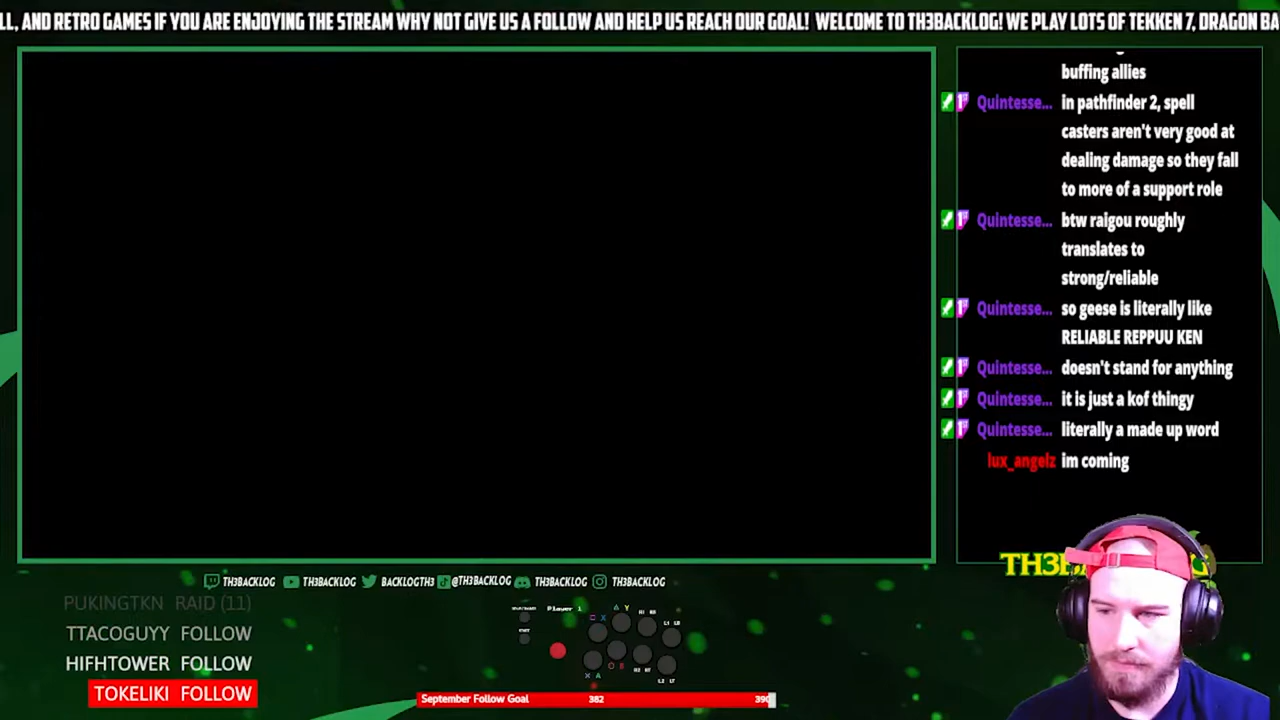 LL, AND RETRO GAMES IF YOU ARE ENJOYING THE STREAM WHY NOT GIVE US A FOLLOW AND HELP US REACH OUR GOAL! WELCOME TO TH3BACKLOG! WE PLAY LOTS OF TEKKEN 7, DRAGON BA
buffing allies
Quintesse... in pathfinder 2, spell
casters aren't very good at
dealing damage so they fall
to more of a support role
Quintesse... btw raigou roughly
translates to
strong/reliable
Quintesse... so geese is literally like
RELIABLE REPPUU KEN
Quintesse... doesn't stand for anything
Quintesse... it is just a kof thingy
Quintesse... literally a made up word
lux_angelz im coming
TH3B
G
TH3BACKLOG TH3BACKLOG BACKLOGTH3 @TH3BACKLOG TH3BACKLOG TH3BACKLOG
PUKINGTKN RAID (11)
TTACOGUYY FOLLOW
HIFHTOWER FOLLOW
TOKELIKI FOLLOW
Player 1
X A
September Follow Goal 382 390